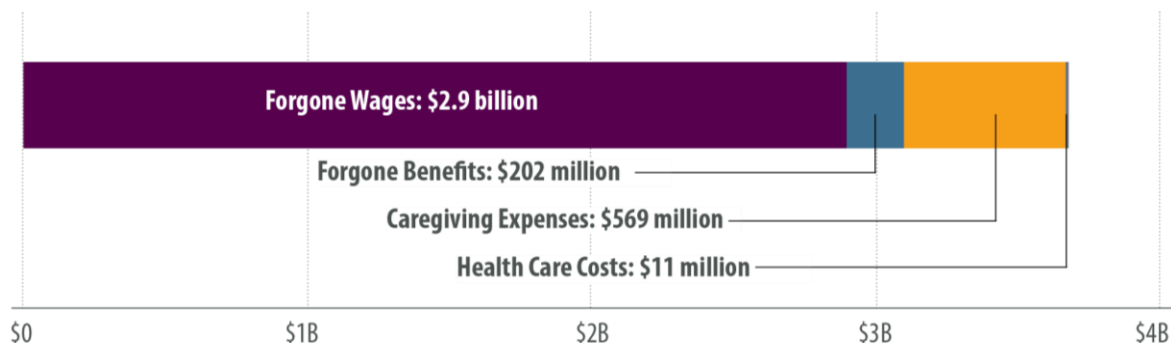 Forgone Wages: $2.9 billion
Forgone Benefits: $202 million
Caregiving Expenses: $569 million
Health Care Costs: $11 million
$0 $1B $2B $3B $4B